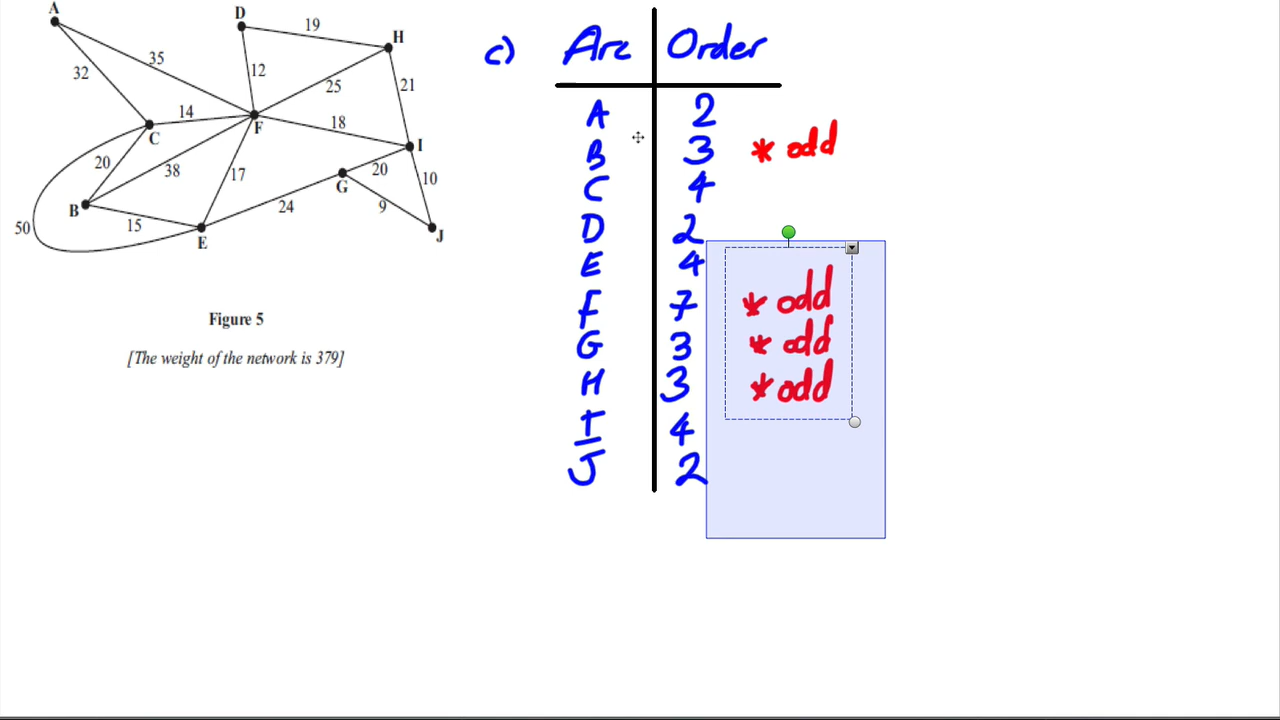 A
D
19
H
35
32
12
25
21
14
C
F
18
I
20
38
17
20
G
10
B
15
E
24
9
J
50
Figure 5
[The weight of the network is 379]
c) Arc Order
A 2
B 3 * odd
C 4
D 2
E 4
F 7 * odd
G 3 * odd
H 3 * odd
I 4
J 2